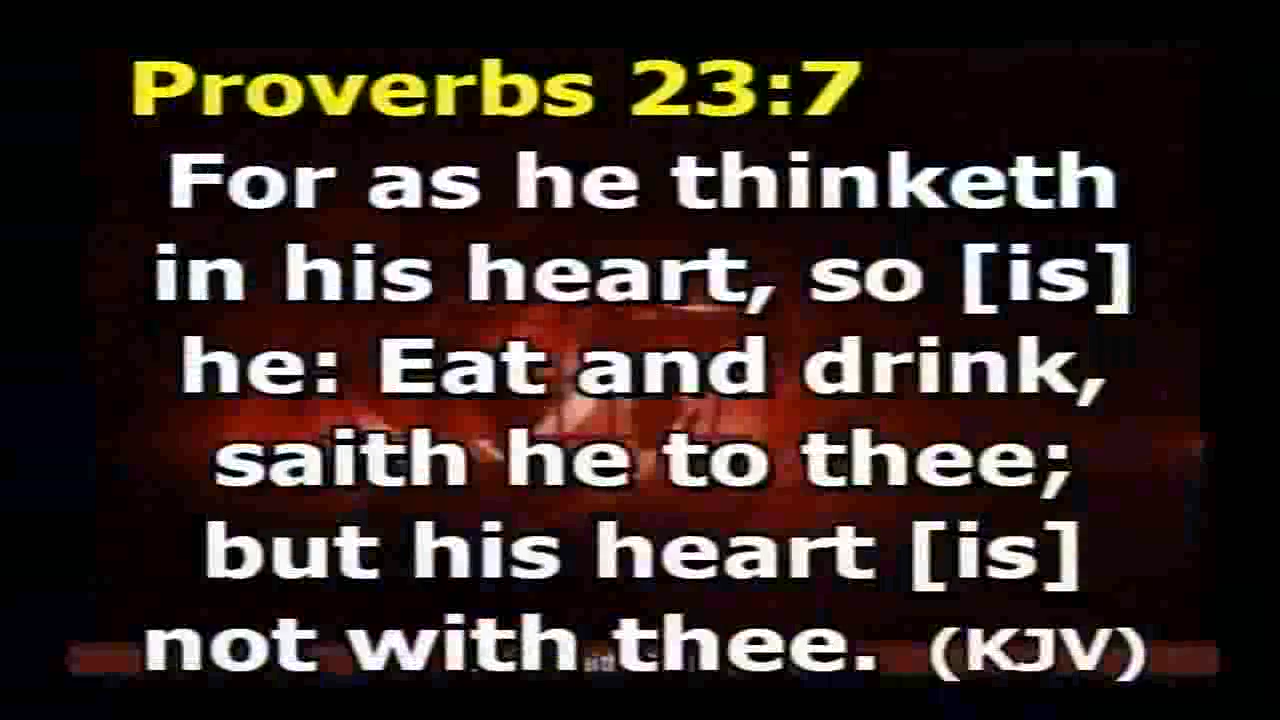 Proverbs 23:7
For as he thinketh
in his heart, so [is]
he: Eat and drink,
saith he to thee;
but his heart [is]
not with thee. (KJV)